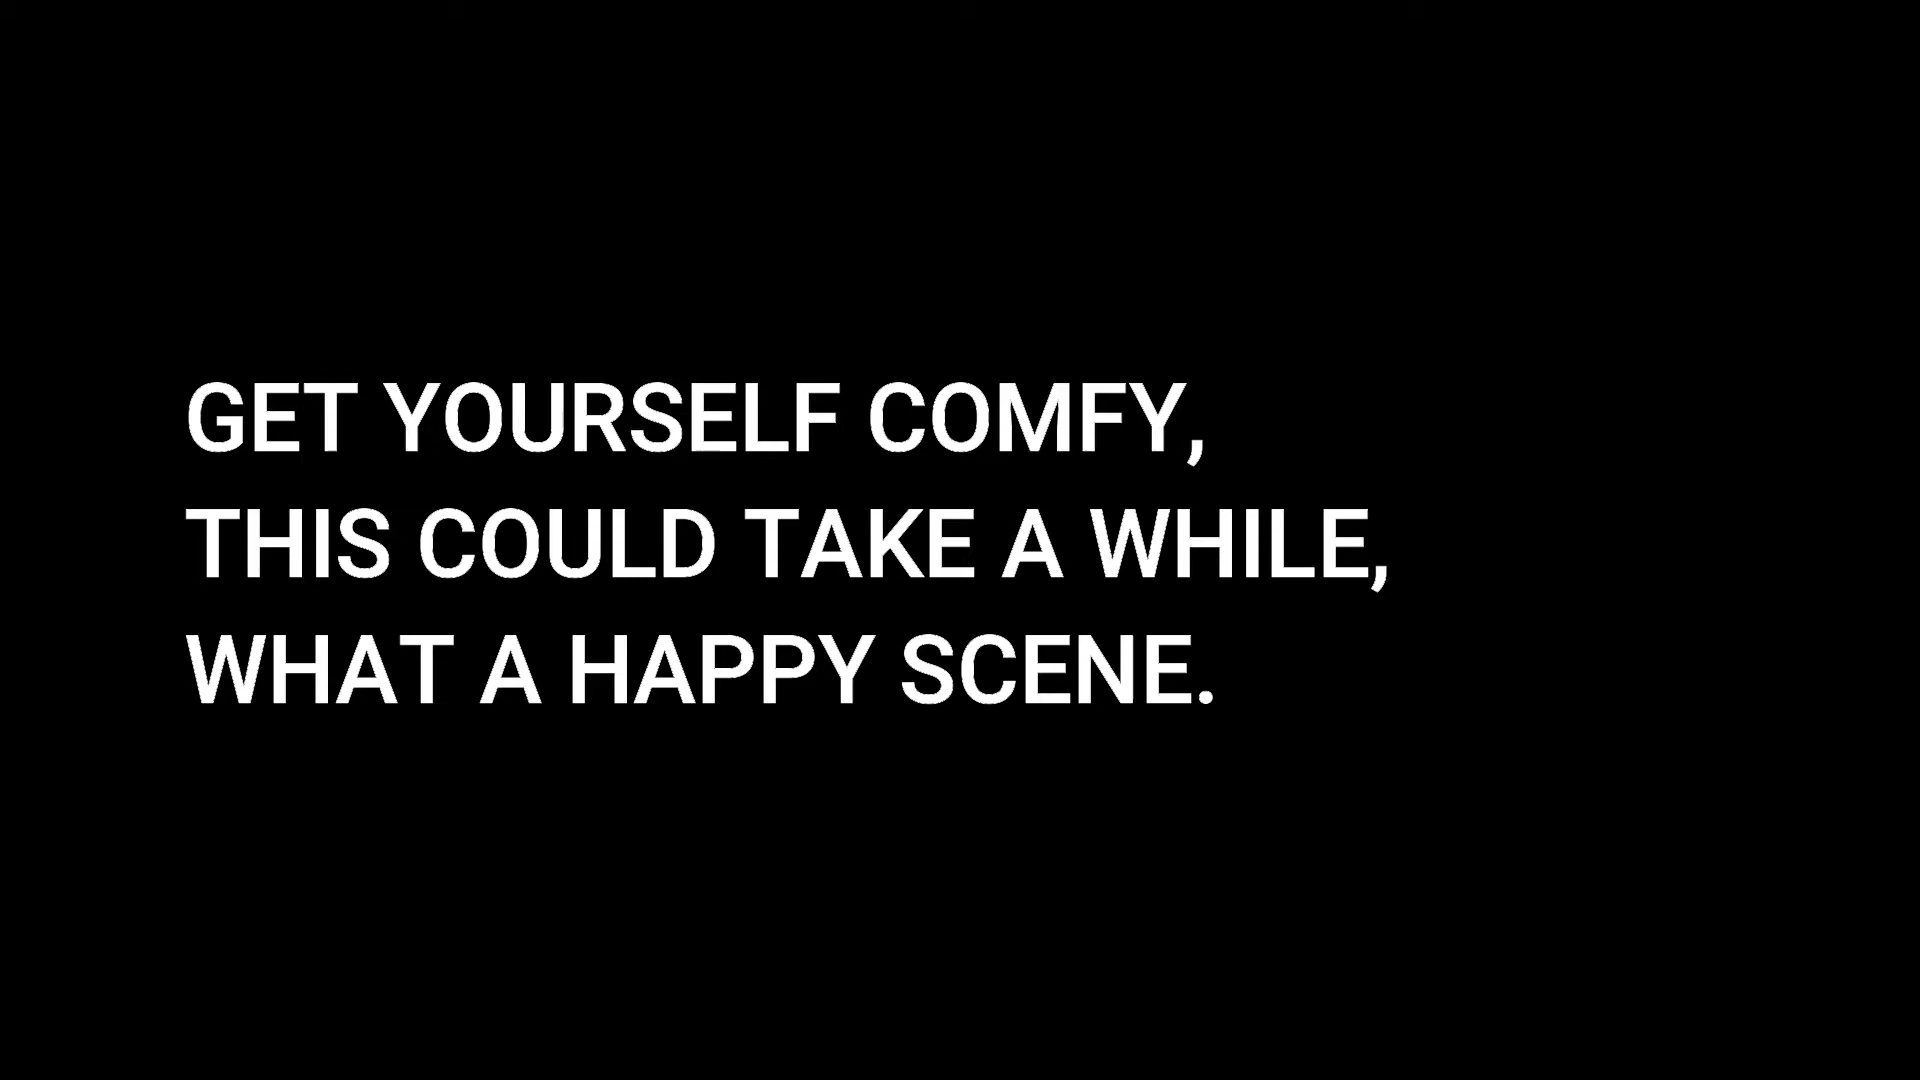 GET YOURSELF COMFY,
THIS COULD TAKE A WHILE,
WHAT A HAPPY SCENE.